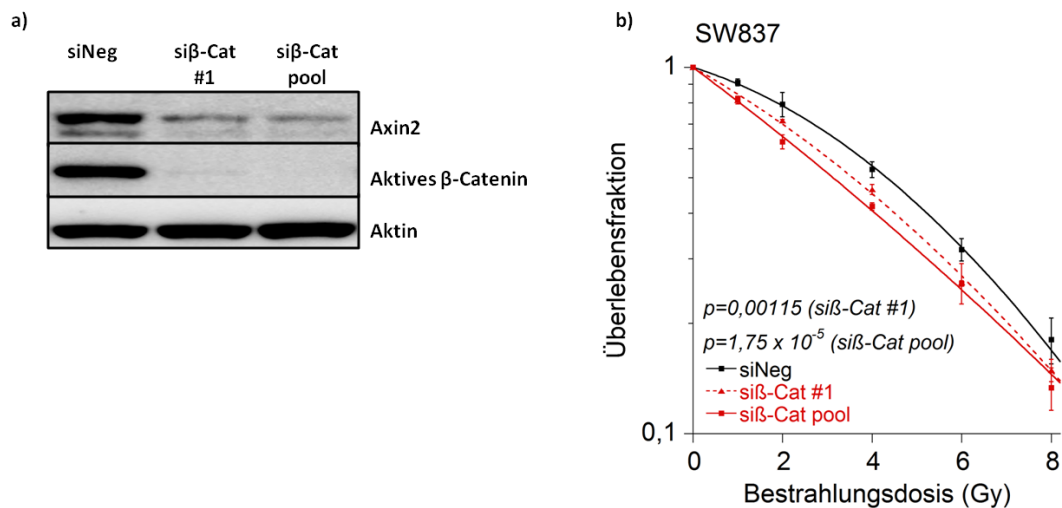 a)
siNeg
siβ-Cat
#1
siβ-Cat
pool
Axin2
Aktives β-Catenin
Aktin
b)
SW837
1
0,1
Überlebensfraktion
p=0,00115 (siß-Cat #1)
p=1,75 x 10⁻⁵ (siß-Cat pool)
siNeg
siß-Cat #1
siß-Cat pool
0 2 4 6 8
Bestrahlungsdosis (Gy)